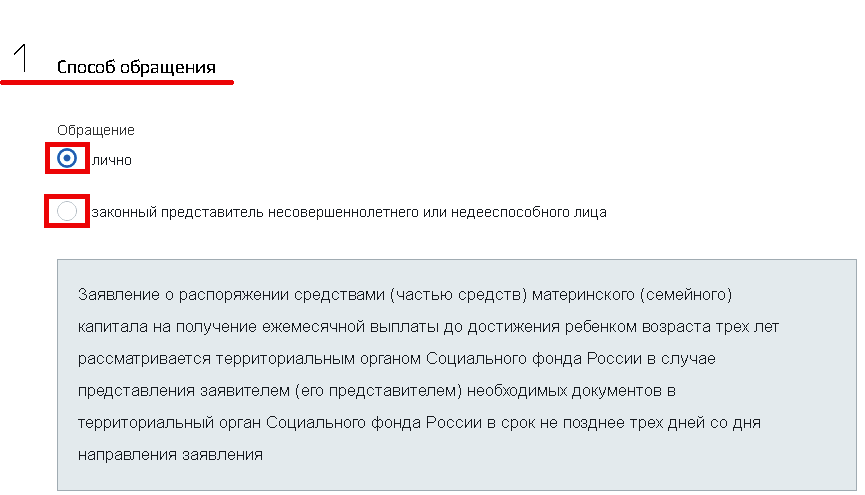 1 Способ обращения
Обращение
лично
законный представитель несовершеннолетнего или недееспособного лица
Заявление о распоряжении средствами (частью средств) материнского (семейного)
капитала на получение ежемесячной выплаты до достижения ребенком возраста трех лет
рассматривается территориальным органом Социального фонда России в случае
представления заявителем (его представителем) необходимых документов в
территориальный орган Социального фонда России в срок не позднее трех дней со дня
направления заявления